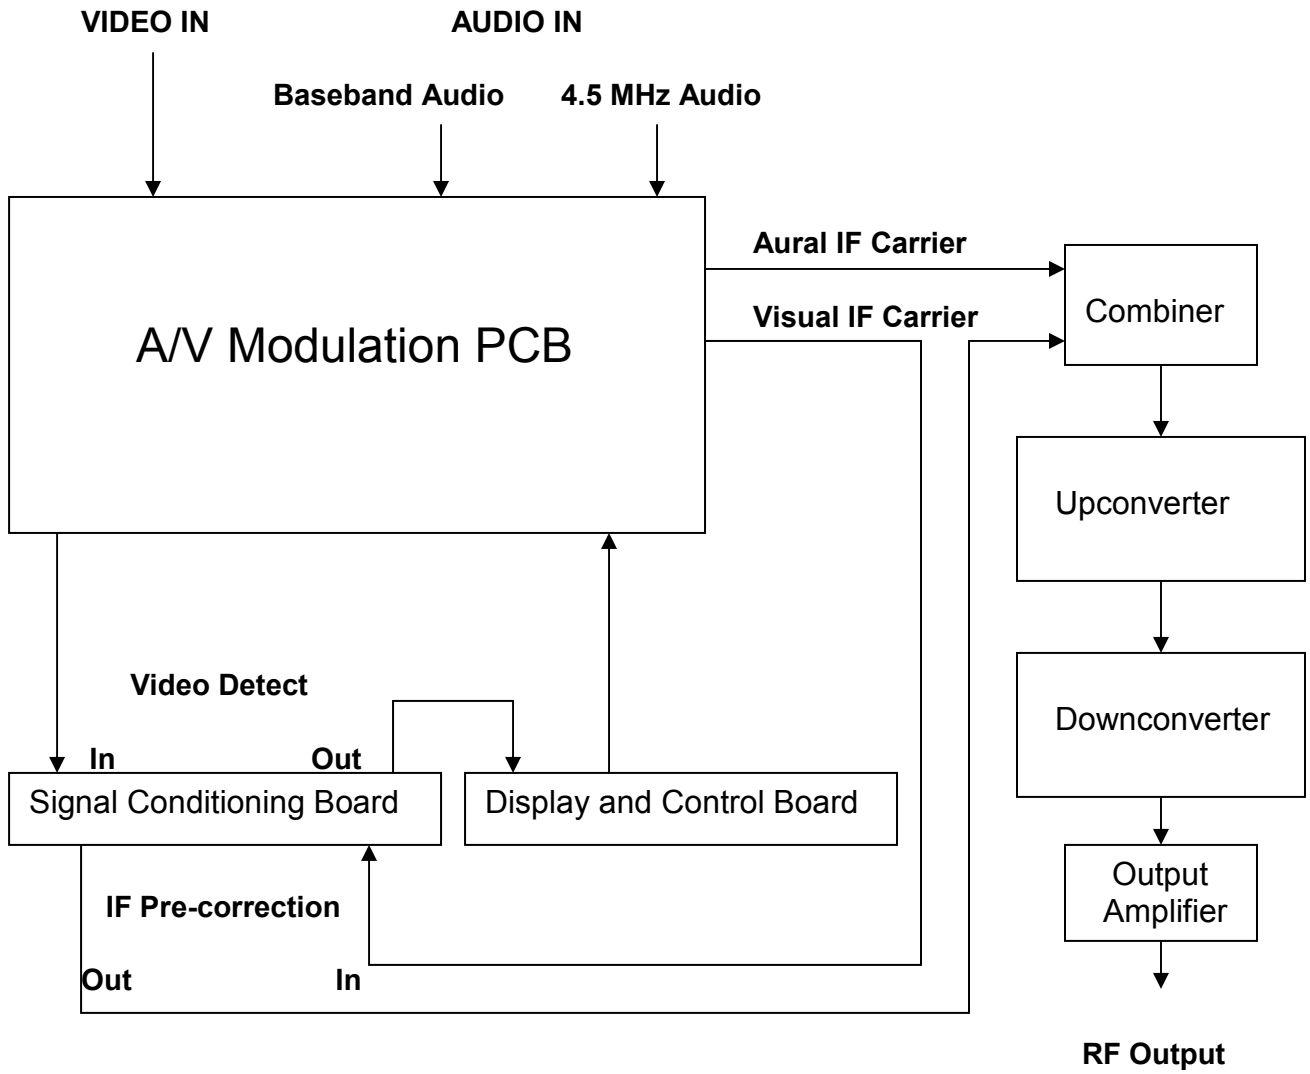 VIDEO IN
AUDIO IN
Baseband Audio
4.5 MHz Audio
Aural IF Carrier
Visual IF Carrier
A/V Modulation PCB
Combiner
Upconverter
Video Detect
Downconverter
In
Out
Signal Conditioning Board
Display and Control Board
Output
Amplifier
IF Pre-correction
Out
In
RF Output